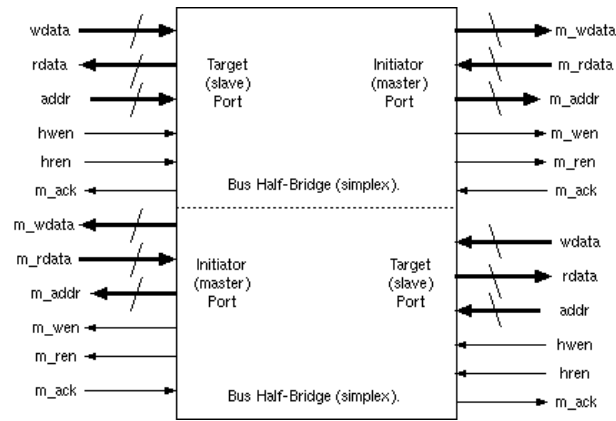 wdata
rdata
addr
hwen
hren
m_ack
Target
(slave)
Port
Initiator
(master)
Port
m_wdata
m_rdata
m_addr
m_wen
m_ren
m_ack
Bus Half-Bridge (simplex).
m_wdata
m_rdata
m_addr
m_wen
m_ren
m_ack
Initiator
(master)
Port
Target
(slave)
Port
wdata
rdata
addr
hwen
hren
m_ack
Bus Half-Bridge (simplex).